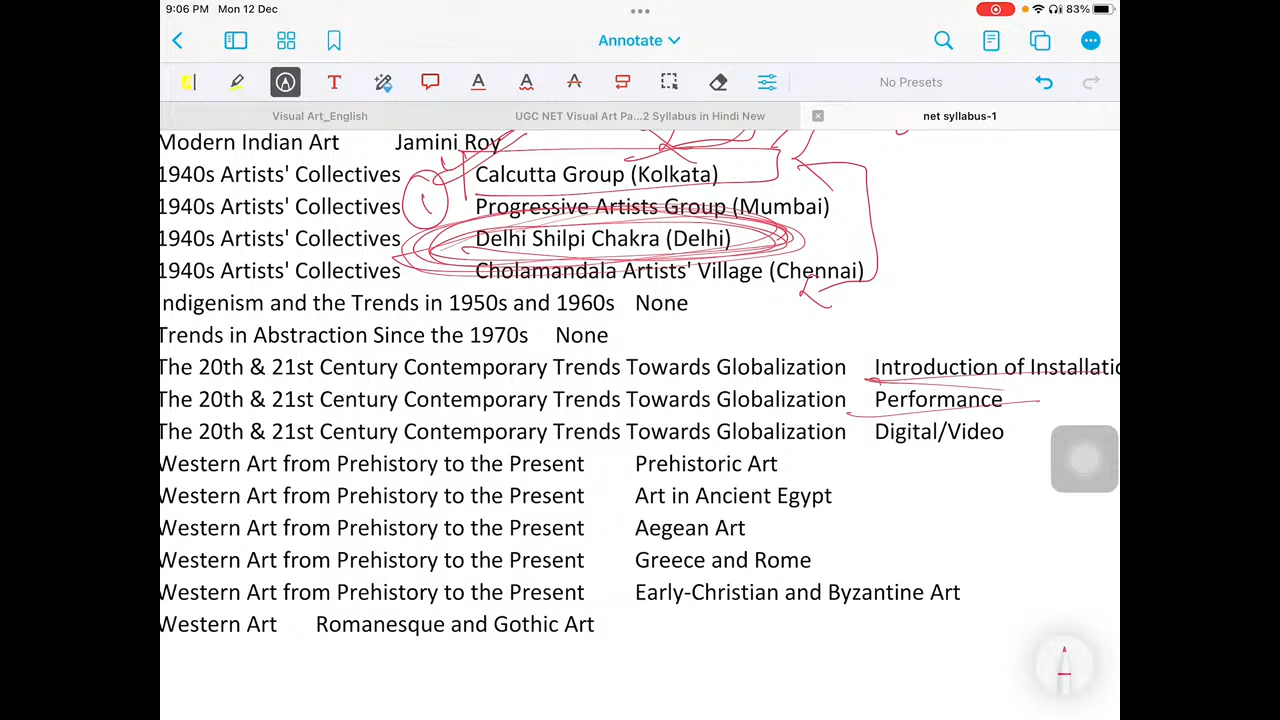 9:06 PM Mon 12 Dec 83%
Annotate
T A A A No Presets
Visual Art_English UGC NET Visual Art Pa...2 Syllabus in Hindi New net syllabus-1
Modern Indian Art Jamini Roy
1940s Artists' Collectives Calcutta Group (Kolkata)
1940s Artists' Collectives Progressive Artists Group (Mumbai)
1940s Artists' Collectives Delhi Shilpi Chakra (Delhi)
1940s Artists' Collectives Cholamandala Artists' Village (Chennai)
ndigenism and the Trends in 1950s and 1960s None
Trends in Abstraction Since the 1970s None
The 20th & 21st Century Contemporary Trends Towards Globalization Introduction of Installatio
The 20th & 21st Century Contemporary Trends Towards Globalization Performance
The 20th & 21st Century Contemporary Trends Towards Globalization Digital/Video
Western Art from Prehistory to the Present Prehistoric Art
Western Art from Prehistory to the Present Art in Ancient Egypt
Western Art from Prehistory to the Present Aegean Art
Western Art from Prehistory to the Present Greece and Rome
Western Art from Prehistory to the Present Early-Christian and Byzantine Art
Western Art Romanesque and Gothic Art